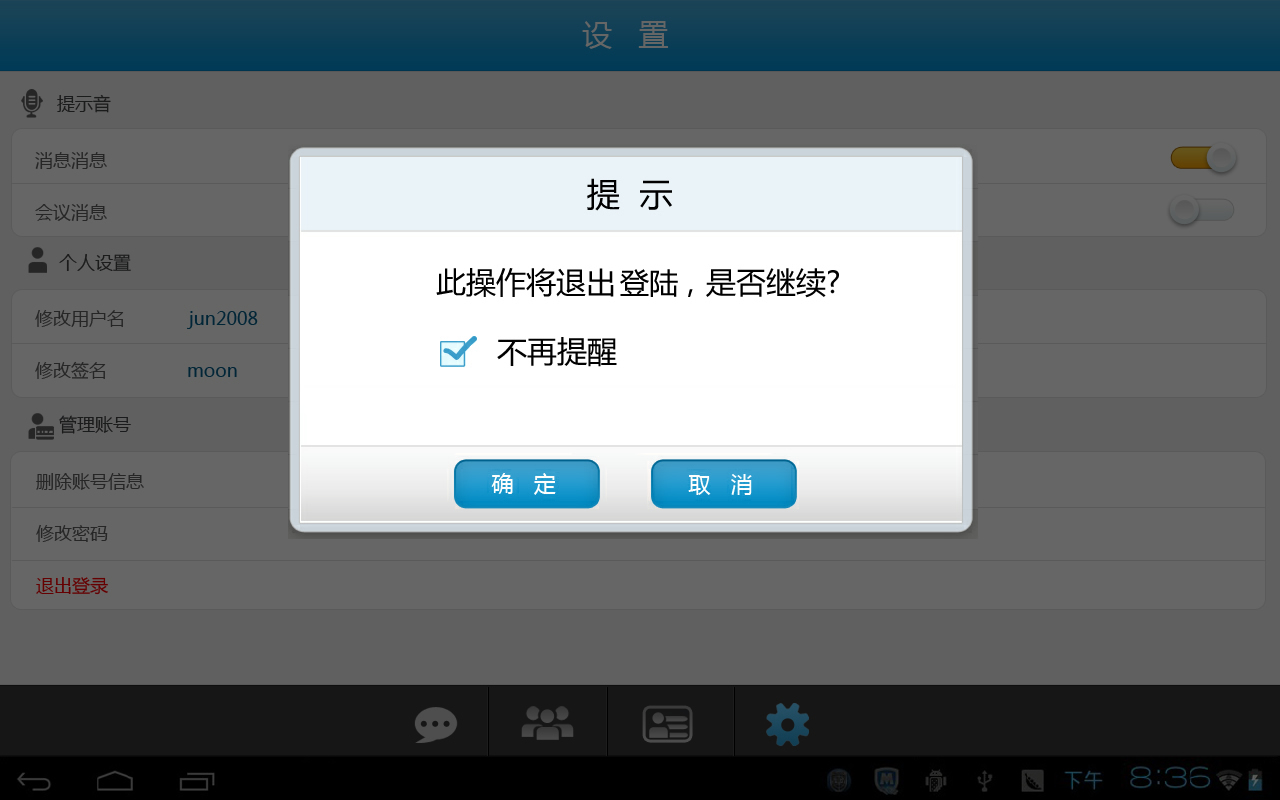 设 置
提示音
消息消息
会议消息
个人设置
修改用户名 jun2008
修改签名 moon
管理账号
删除账号信息
修改密码
退出登录
提 示
此操作将退出登陆，是否继续?
不再提醒
确 定 取 消
下午 8:36